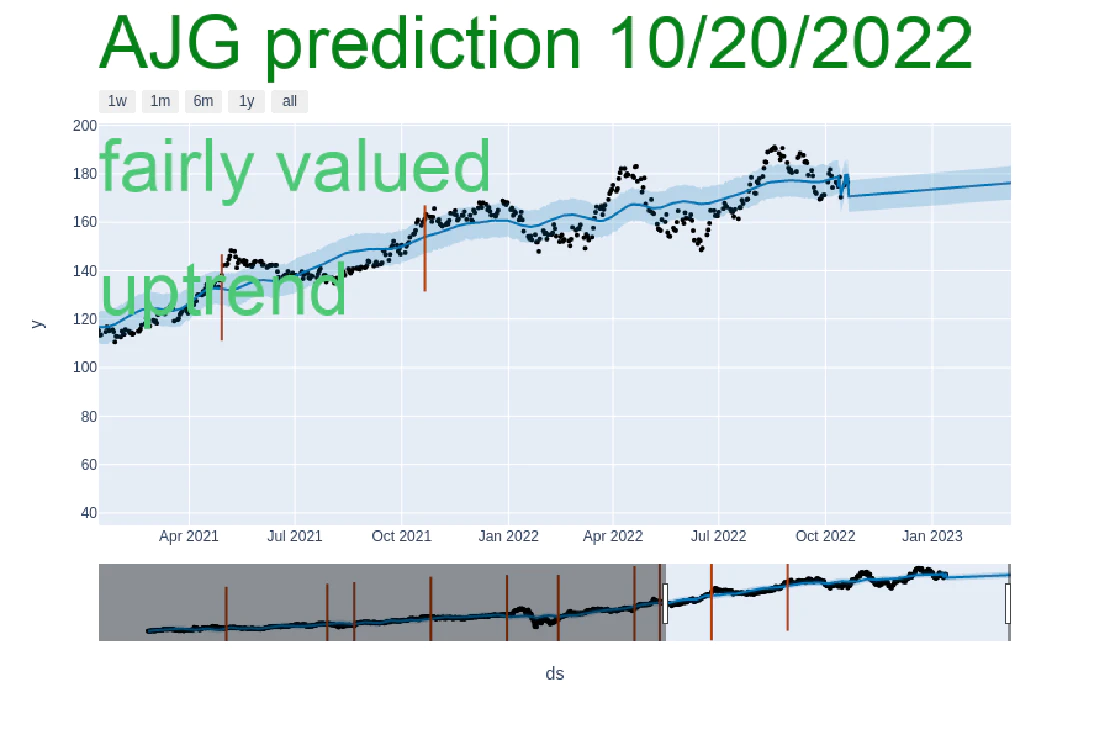 AJG prediction 10/20/2022
1w 1m 6m 1y all
200
fairly valued
180
160
140
uptrend
120
y
100
80
60
40
Apr 2021 Jul 2021 Oct 2021 Jan 2022 Apr 2022 Jul 2022 Oct 2022 Jan 2023
ds